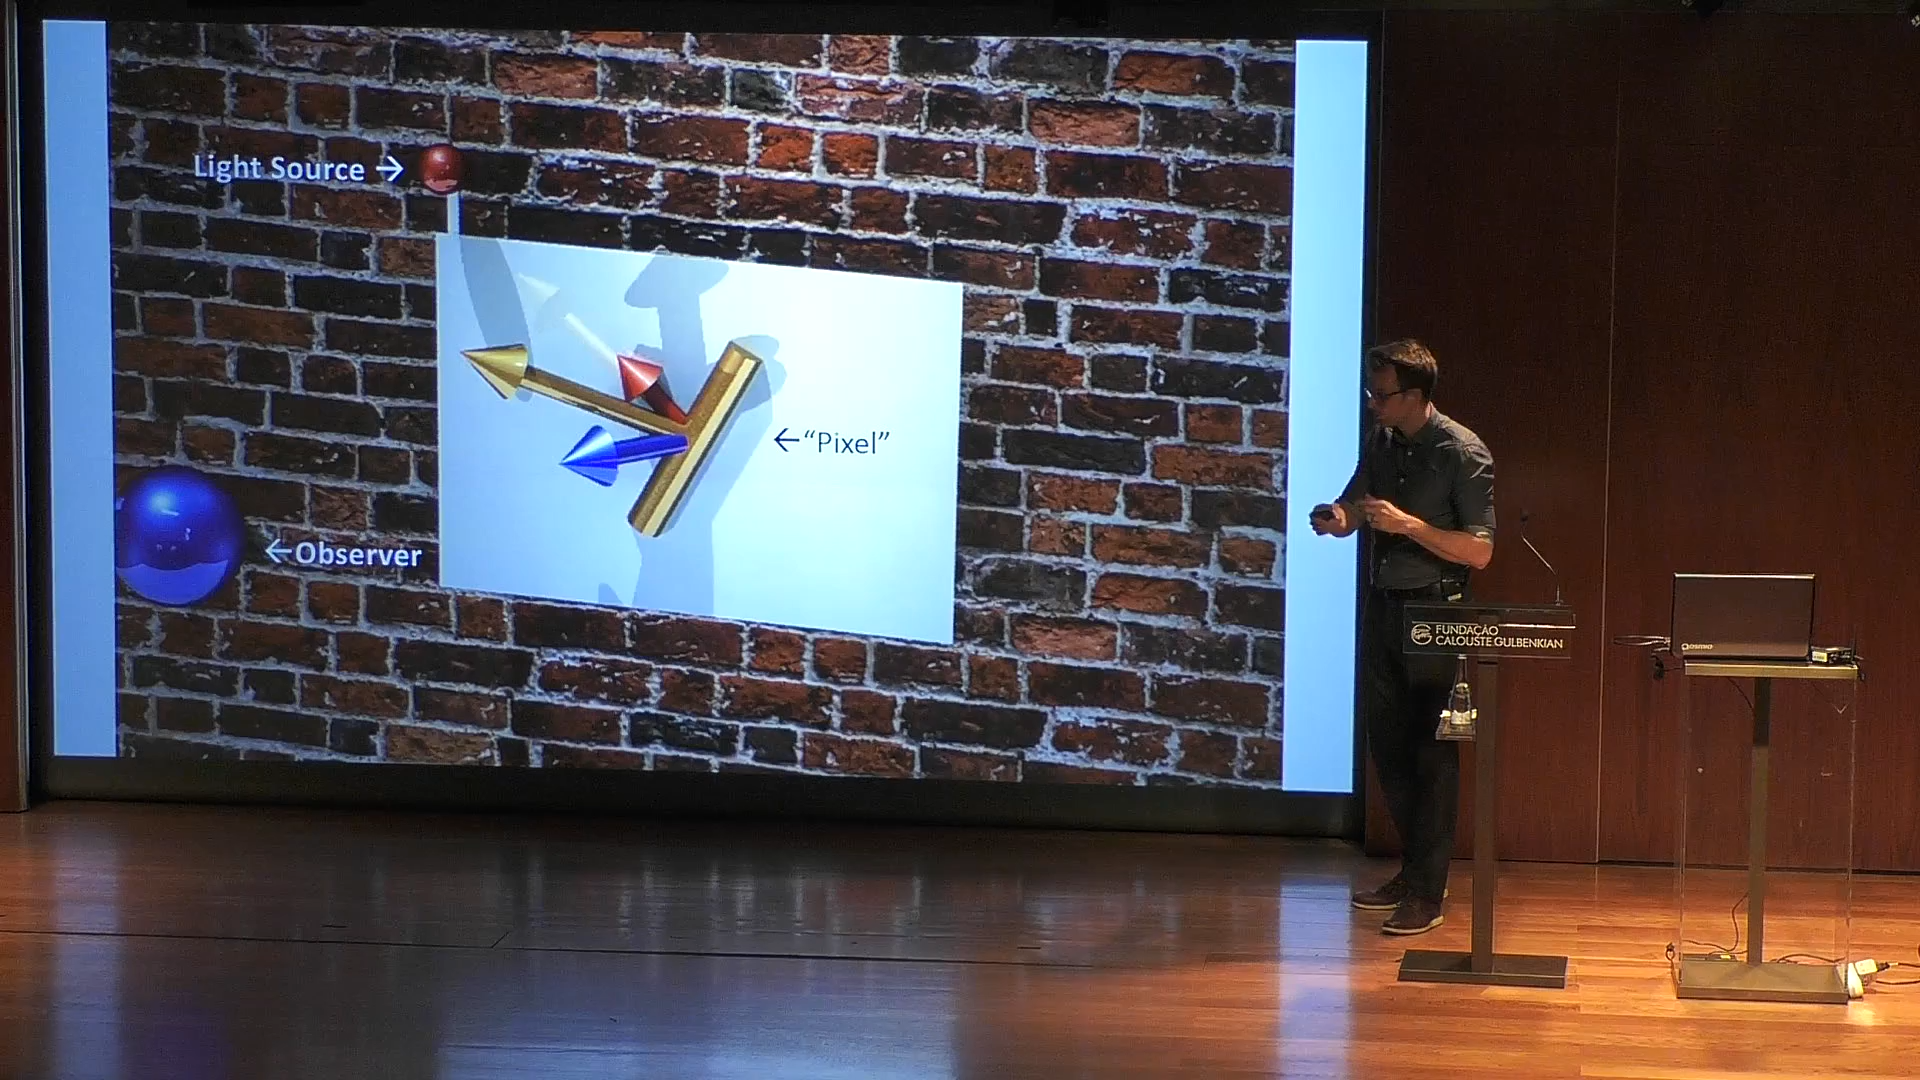 Light Source →
←“Pixel”
←Observer
FUNDAÇÃO
CALOUSTE GULBENKIAN